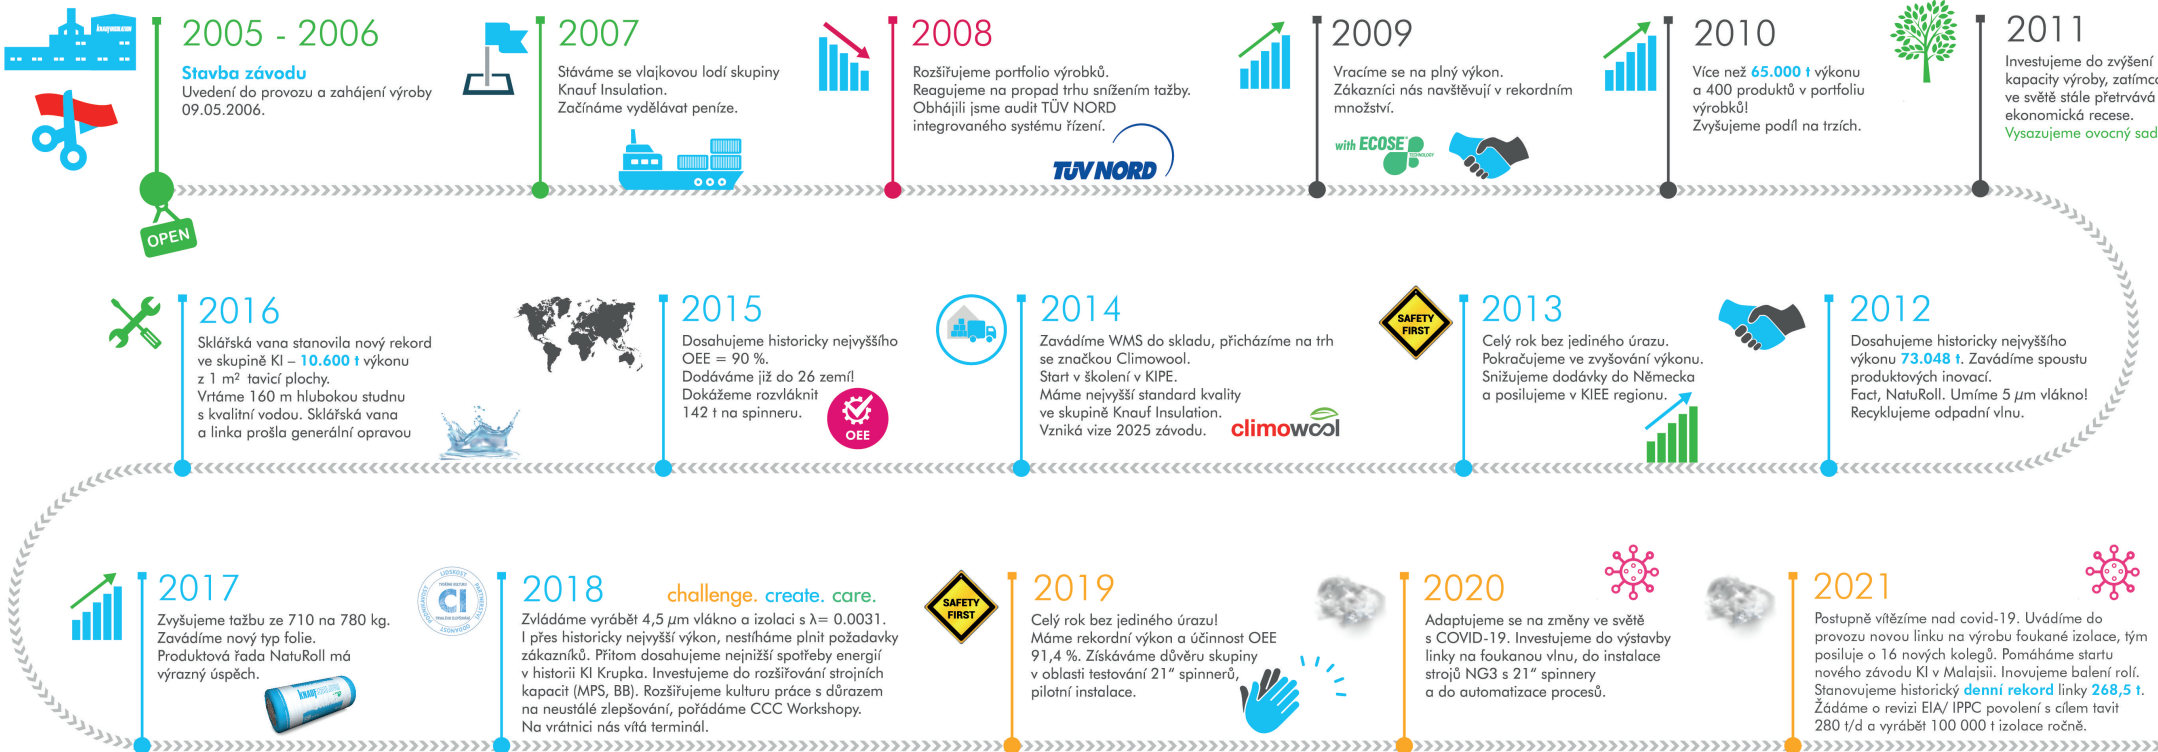 KNAUF INSULATION
2005 - 2006
Stavba závodu
Uvedení do provozu a zahájení výroby
09.05.2006.
OPEN
2007
Stáváme se vlajkovou lodí skupiny
Knauf Insulation.
Začínáme vydělávat peníze.
2008
Rozšiřujeme portfolio výrobků.
Reagujeme na propad trhu snížením tažby.
Obhájili jsme audit TÜV NORD
integrovaného systému řízení.
TÜV NORD
2009
Vracíme se na plný výkon.
Zákazníci nás navštěvují v rekordním
množství.
with ECOSE®
TECHNOLOGY
2010
Více než 65.000 t výkonu
a 400 produktů v portfoliu
výrobků!
Zvyšujeme podíl na trzích.
2011
Investujeme do zvýšení
kapacity výroby, zatímco
ve světě stále přetrvává
ekonomická recese.
Vysazujeme ovocný sad
2012
Dosahujeme historicky nejvyššího
výkonu 73.048 t. Zavádíme spoustu
produktových inovací.
Fact, NatuRoll. Umíme 5 μm vlákno!
Recyklujeme odpadní vlnu.
SAFETY
FIRST
2013
Celý rok bez jediného úrazu.
Pokračujeme ve zvyšování výkonu.
Snižujeme dodávky do Německa
a posilujeme v KIEE regionu.
2014
Zavádíme WMS do skladu, přicházíme na trh
se značkou Climowool.
Start v školení v KIPE.
Máme nejvyšší standard kvality
ve skupině Knauf Insulation.
Vzniká vize 2025 závodu.
climowool
2015
Dosahujeme historicky nejvyššího
OEE = 90 %.
Dodáváme již do 26 zemí!
Dokážeme rozvláknit
142 t na spinneru.
OEE
2016
Sklářská vana stanovila nový rekord
ve skupině KI – 10.600 t výkonu
z 1 m² tavicí plochy.
Vrtáme 160 m hlubokou studnu
s kvalitní vodou. Sklářská vana
a linka prošla generální opravou
2017
Zvyšujeme tažbu ze 710 na 780 kg.
Zavádíme nový typ folie.
Produktová řada NatuRoll má
výrazný úspěch.
KNAUF INSULATION
LIDSKOST
PARTNERSTVÍ
ODDANOST
PODNIKAVOST
CI
2018
challenge. create. care.
Zvládáme vyrábět 4,5 μm vlákno a izolaci s λ= 0.0031.
I přes historicky nejvyšší výkon, nestíháme plnit požadavky
zákazníků. Přitom dosahujeme nejnižší spotřeby energií
v historii KI Krupka. Investujeme do rozšiřování strojních
kapacit (MPS, BB). Rozšiřujeme kulturu práce s důrazem
na neustálé zlepšování, pořádáme CCC Workshopy.
Na vrátnici nás vítá terminál.
SAFETY
FIRST
2019
Celý rok bez jediného úrazu!
Máme rekordní výkon a účinnost OEE
91,4 %. Získáváme důvěru skupiny
v oblasti testování 21“ spinnerů,
pilotní instalace.
2020
Adaptujeme se na změny ve světě
s COVID-19. Investujeme do výstavby
linky na foukanou vlnu, do instalace
strojů NG3 s 21“ spinnery
a do automatizace procesů.
2021
Postupně vítězíme nad covid-19. Uvádíme do
provozu novou linku na výrobu foukané izolace, tým
posiluje o 16 nových kolegů. Pomáháme startu
nového závodu KI v Malajsii. Inovujeme balení rolí.
Stanovujeme historický denní rekord linky 268,5 t.
Žádáme o revizi EIA/ IPPC povolení s cílem tavit
280 t/d a vyrábět 100 000 t izolace ročně.